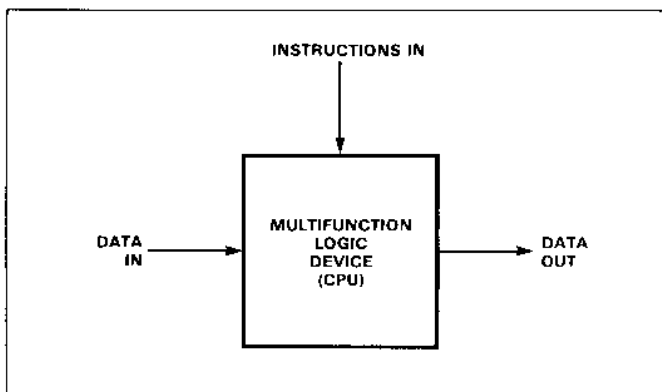 INSTRUCTIONS IN
DATA
IN
MULTIFUNCTION
LOGIC
DEVICE
(CPU)
DATA
OUT